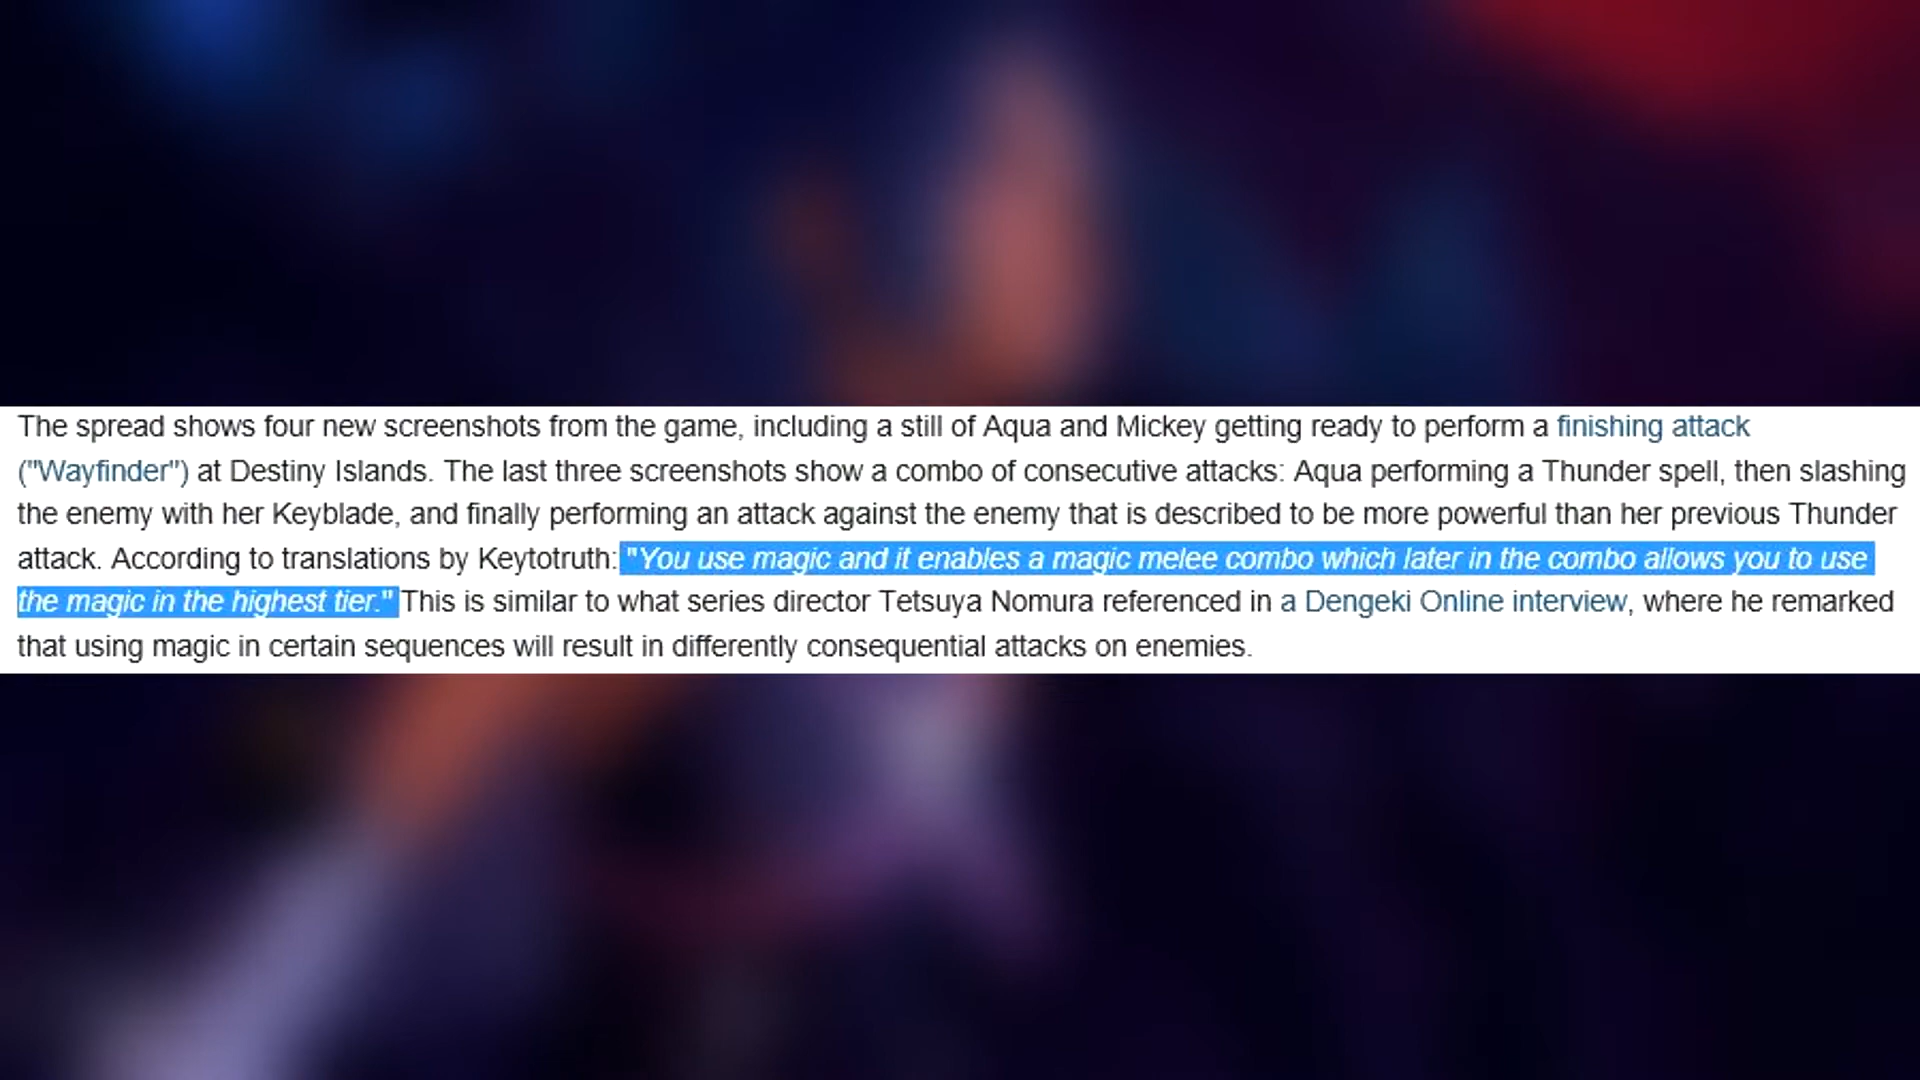 The spread shows four new screenshots from the game, including a still of Aqua and Mickey getting ready to perform a finishing attack
("Wayfinder") at Destiny Islands. The last three screenshots show a combo of consecutive attacks: Aqua performing a Thunder spell, then slashing
the enemy with her Keyblade, and finally performing an attack against the enemy that is described to be more powerful than her previous Thunder
attack. According to translations by Keytotruth: "You use magic and it enables a magic melee combo which later in the combo allows you to use
the magic in the highest tier." This is similar to what series director Tetsuya Nomura referenced in a Dengeki Online interview, where he remarked
that using magic in certain sequences will result in differently consequential attacks on enemies.